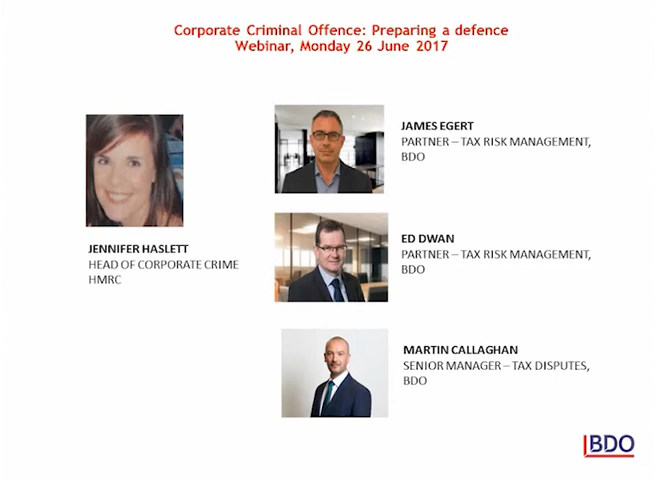 Corporate Criminal Offence: Preparing a defence
Webinar, Monday 26 June 2017
JENNIFER HASLETT
HEAD OF CORPORATE CRIME
HMRC
JAMES EGERT
PARTNER – TAX RISK MANAGEMENT,
BDO
ED DWAN
PARTNER – TAX RISK MANAGEMENT,
BDO
MARTIN CALLAGHAN
SENIOR MANAGER – TAX DISPUTES,
BDO
BDO